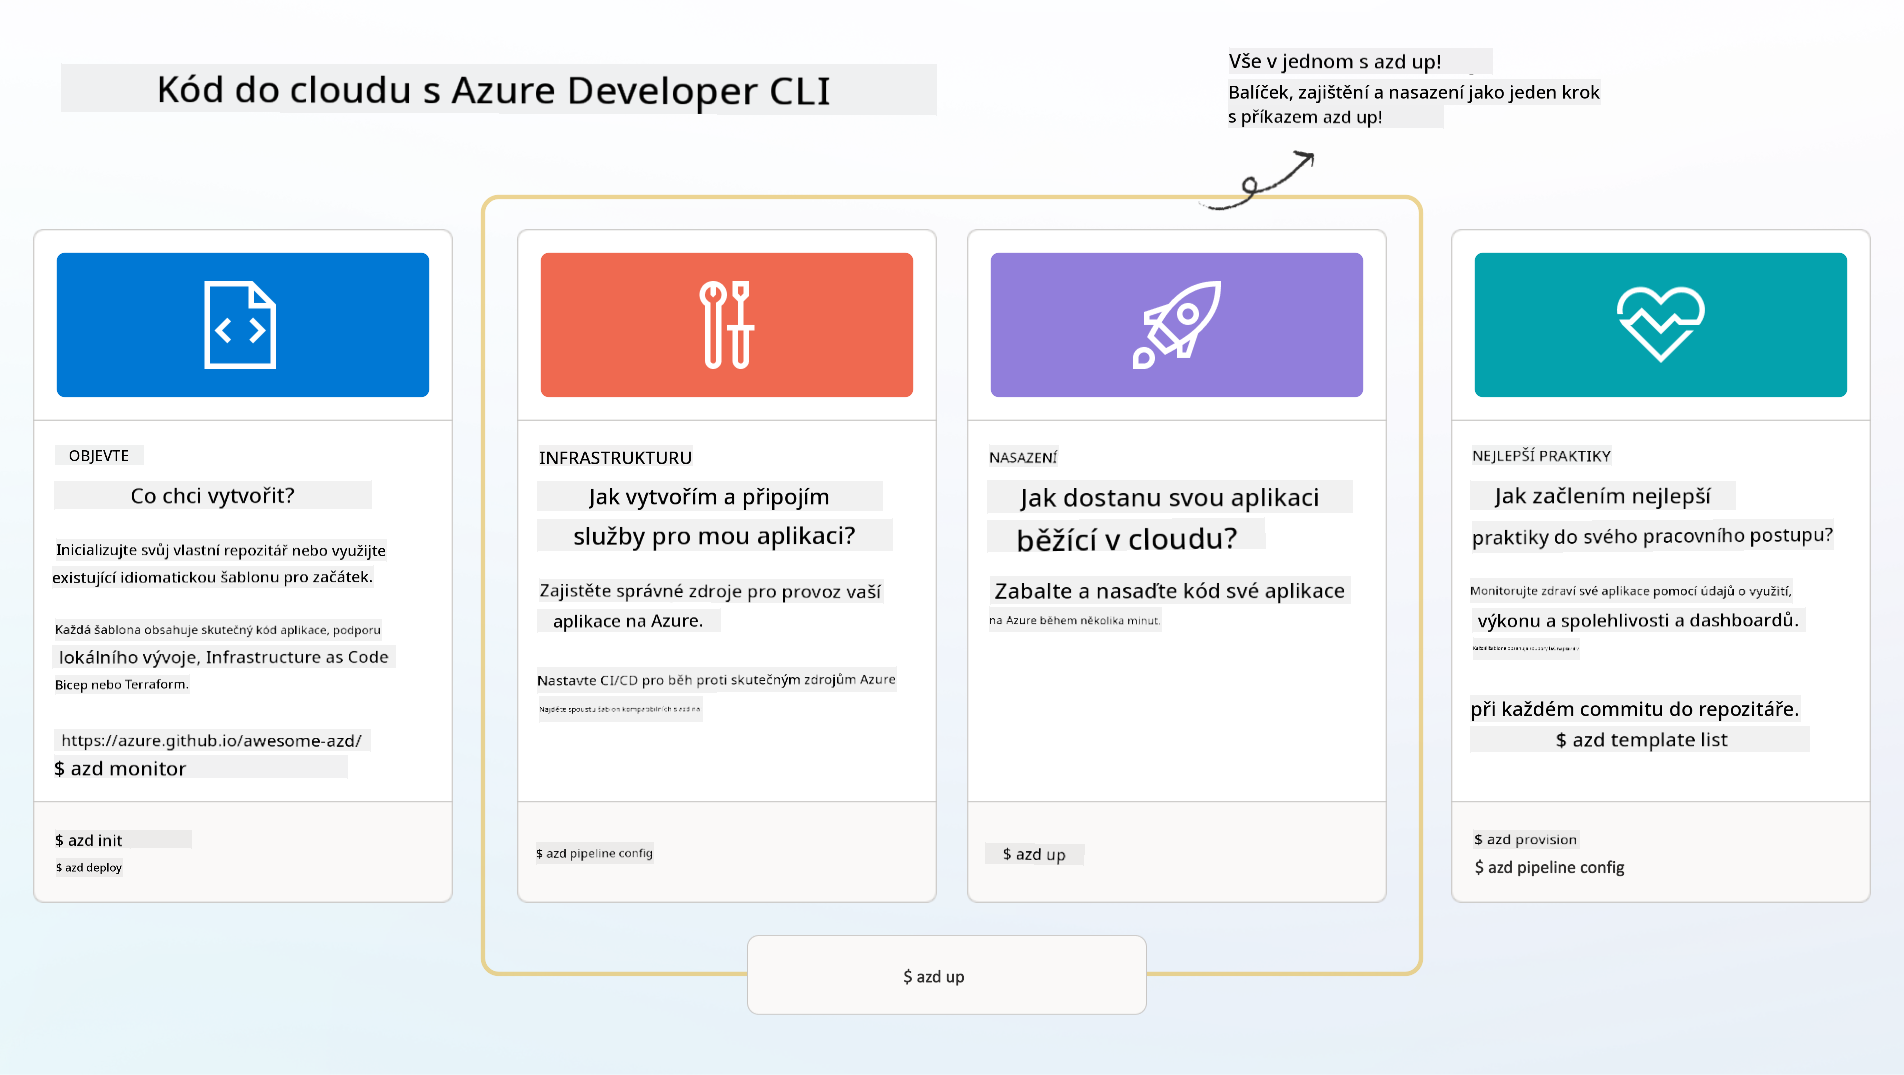 Kód do cloudu s Azure Developer CLI
Vše v jednom s azd up!
Balíček, zajištění a nasazení jako jeden krok
s příkazem azd up!
OBJEVTE
Co chci vytvořit?
Inicializujte svůj vlastní repozitář nebo využijte
existující idiomatickou šablonu pro začátek.
Každá šablona obsahuje skutečný kód aplikace, podporu
lokálního vývoje, Infrastructure as Code
Bicep nebo Terraform.
https://azure.github.io/awesome-azd/
$ azd monitor
$ azd init
$ azd deploy
INFRASTRUKTURU
Jak vytvořím a připojím
služby pro mou aplikaci?
Zajistěte správné zdroje pro provoz vaší
aplikace na Azure.
Nastavte CI/CD pro běh proti skutečným zdrojům Azure
Najděte spoustu šablon kompatibilních s azd na
$ azd pipeline config
NASAZENÍ
Jak dostanu svou aplikaci
běžící v cloudu?
Zabalte a nasaďte kód své aplikace
na Azure během několika minut.
$ azd up
NEJLEPŠÍ PRAKTIKY
Jak začlením nejlepší
praktiky do svého pracovního postupu?
Monitorujte zdraví své aplikace pomocí údajů o využití,
výkonu a spolehlivosti a dashboardů.
při každém commitu do repozitáře.
$ azd template list
$ azd provision
$ azd pipeline config
$ azd up